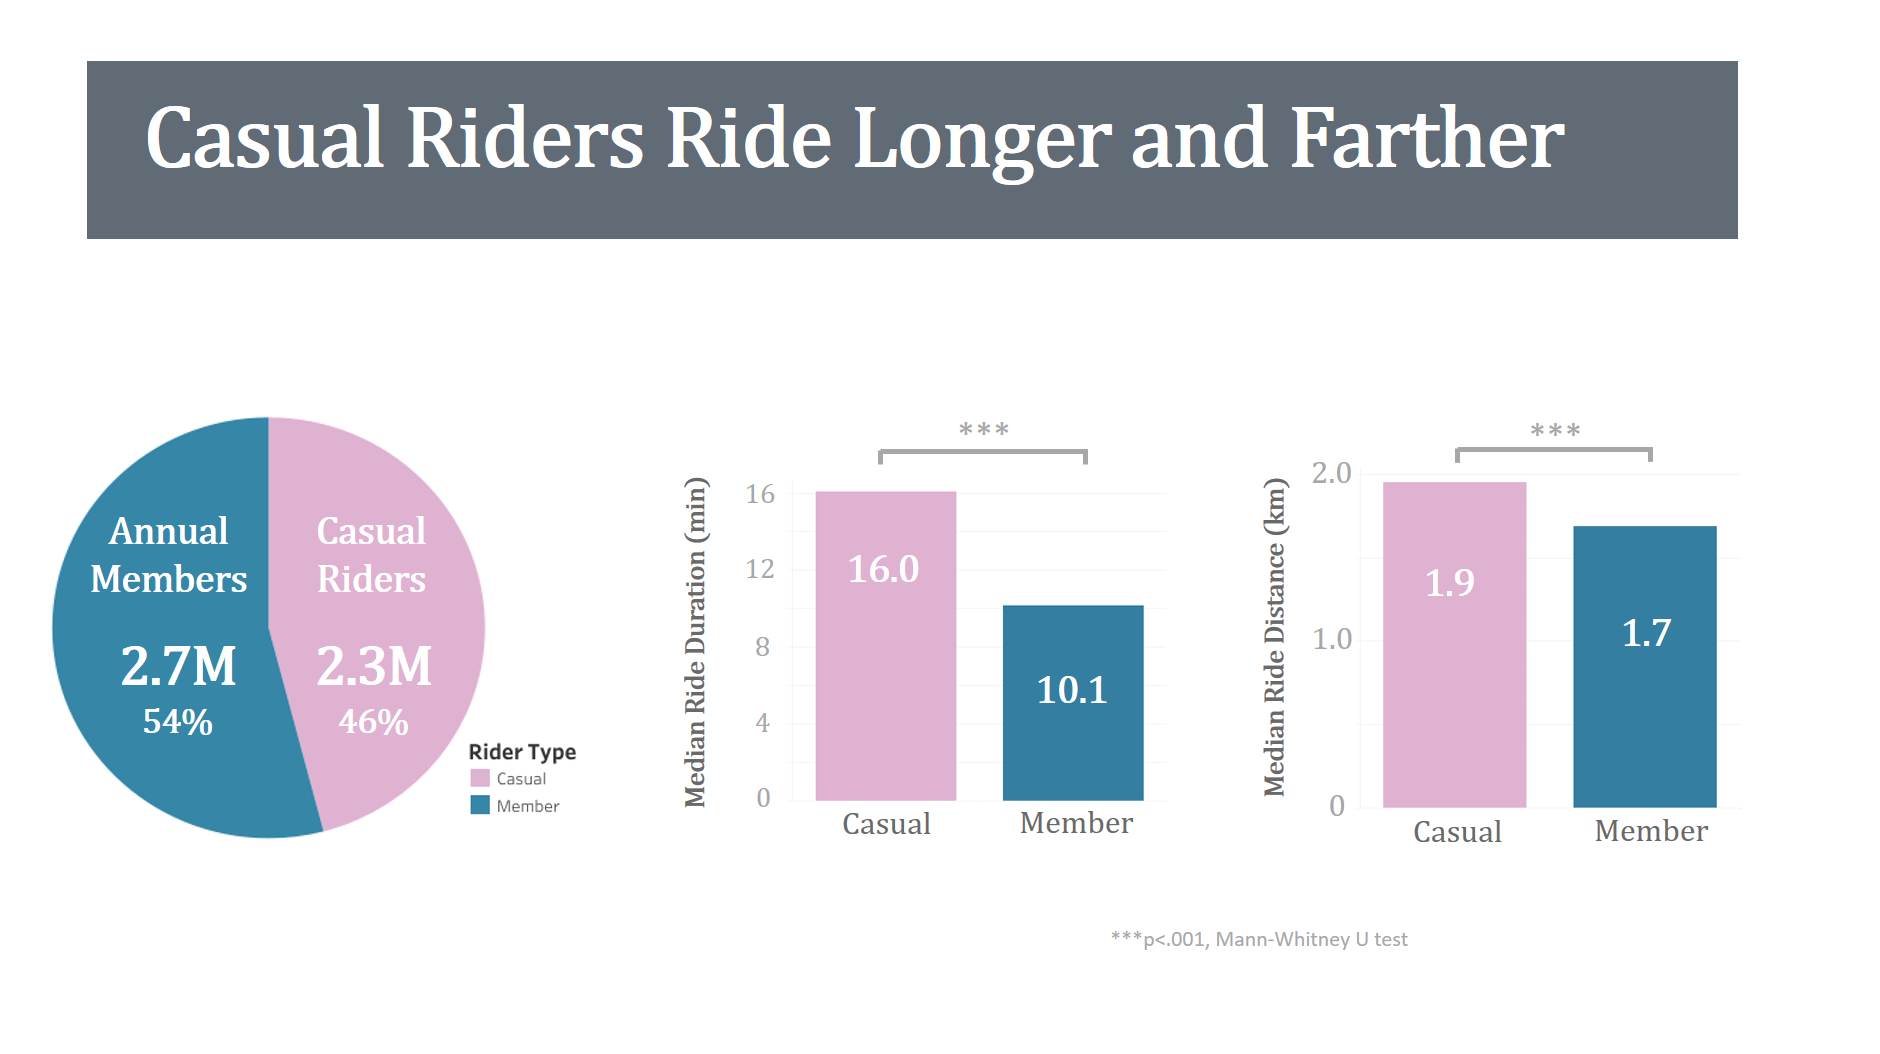 Casual Riders Ride Longer and Farther
Annual
Members
2.7M
54%
Casual
Riders
2.3M
46%
Rider Type
Casual
Member
***
Median Ride Duration (min)
16
12
8
4
0
16.0
10.1
Casual
Member
***
Median Ride Distance (km)
2.0
1.0
0
1.9
1.7
Casual
Member
***p<.001, Mann-Whitney U test